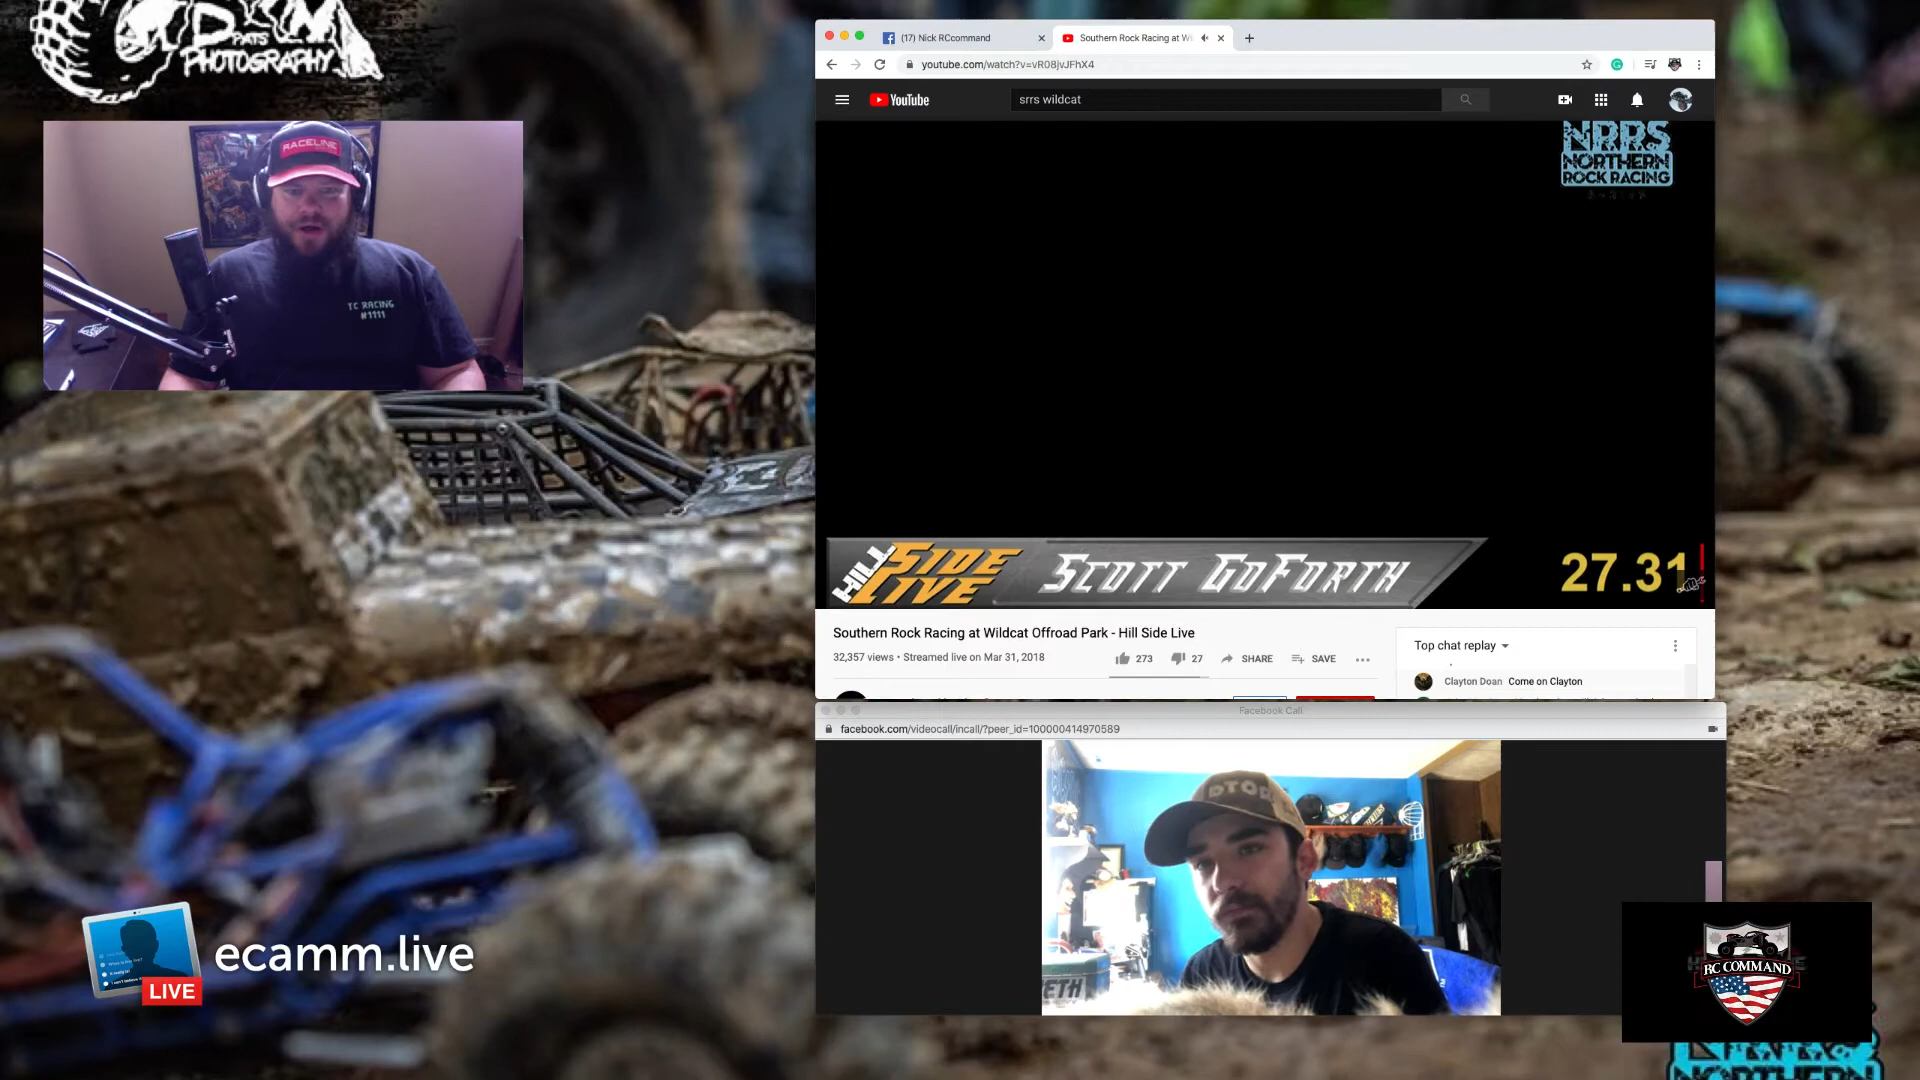 D
PATS
PHOTOGRAPHY
RACELINE
TC RACING
#1111
(17) Nick RCcommand
Southern Rock Racing at Wi
youtube.com/watch?v=vR08jvJFhX4
YouTube
srrs wildcat
NRRS
NORTHERN
ROCK RACING
SERIES
HILL SIDE LIVE
SCOTT GOFORTH
27.31
Southern Rock Racing at Wildcat Offroad Park - Hill Side Live
32,357 views • Streamed live on Mar 31, 2018
273
27
SHARE
SAVE
Top chat replay
Clayton Doan Come on Clayton
Facebook Call
facebook.com/videocall/incall/?peer_id=100000414970589
ETH
LIVE
ecamm.live
RC COMMAND
NORTHERN